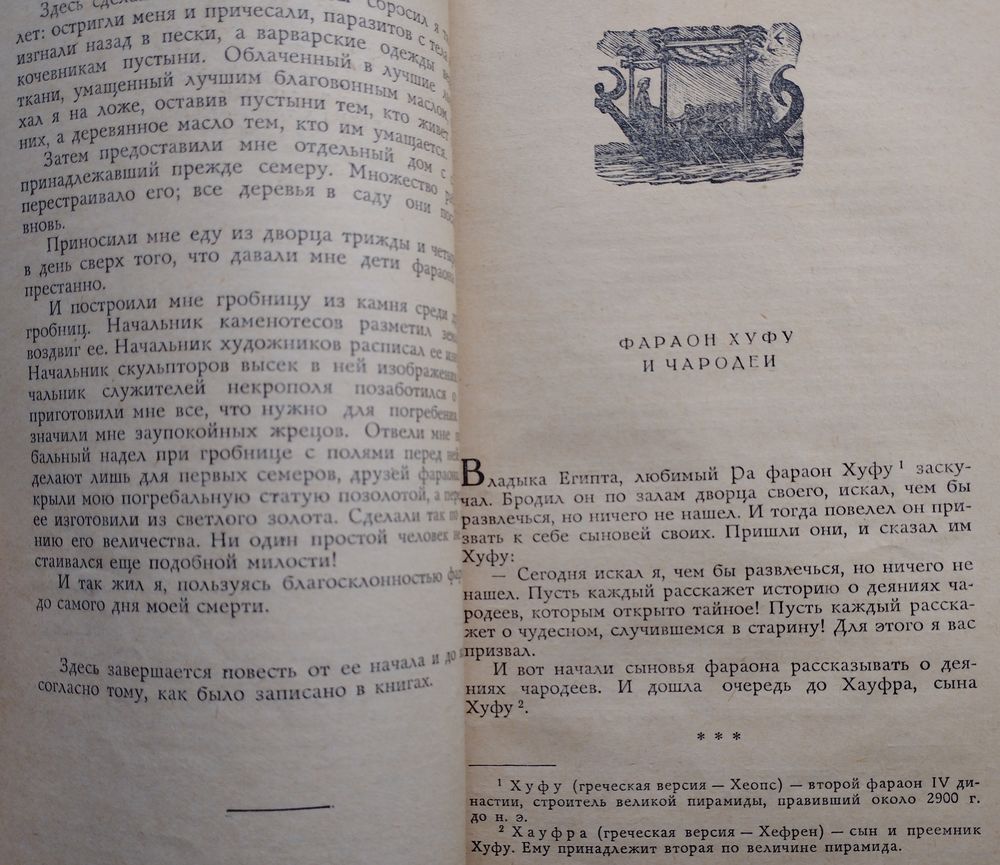 Здесь сдела
сбросил я
лет: остригли меня и причесали, паразитов с тела
изгнали назад в пески, а варварские одежды
кочевникам пустыни. Облаченный в лучшие
ткани, умащенный лучшим благовонным маслом,
хал я на ложе, оставив пустыни тем, кто живет
них, а деревянное масло тем, кто им умащается.
Затем предоставили мне отдельный дом с
принадлежавший прежде семеру. Множество
перестраивало его; все деревья в саду они
вновь.
Приносили мне еду из дворца трижды и
в день сверх того, что давали мне дети фараона
престанно.
И построили мне гробницу из камня среди
гробниц. Начальник каменотесов разметил
воздвиг ее. Начальник художников расписал ее
Начальник скульпторов высек в ней изображения
чальник служителей некрополя позаботился о
приготовили мне все, что нужно для погребения
значили мне заупокойных жрецов. Отвели мне
бальный надел при гробнице с полями перед ней
делают лишь для первых семеров, друзей фараона
крыли мою погребальную статую позолотой, а пере
ее изготовили из светлого золота. Сделали так по
нию его величества. Ни один простой человек не
стаивался еще подобной милости!
И так жил я, пользуясь благосклонностью фар
до самого дня моей смерти.
Здесь завершается повесть от ее начала и до
согласно тому, как было записано в книгах.
ФАРАОН ХУФУ
И ЧАРОДЕИ
Владыка Египта, любимый Ра фараон Хуфу ¹ заску-
чал. Бродил он по залам дворца своего, искал, чем бы
развлечься, но ничего не нашел. И тогда повелел он при-
звать к себе сыновей своих. Пришли они, и сказал им
Хуфу:
— Сегодня искал я, чем бы развлечься, но ничего не
нашел. Пусть каждый расскажет историю о деяниях ча-
родеев, которым открыто тайное! Пусть каждый расска-
жет о чудесном, случившемся в старину! Для этого я вас
призвал.
И вот начали сыновья фараона рассказывать о дея-
ниях чародеев. И дошла очередь до Хауфра, сына
Хуфу ².
* * *
¹ Хуфу (греческая версия — Хеопс) — второй фараон IV ди-
настии, строитель великой пирамиды, правивший около 2900 г.
до н. э.
² Хауфра (греческая версия — Хефрен) — сын и преемник
Хуфу. Ему принадлежит вторая по величине пирамида.